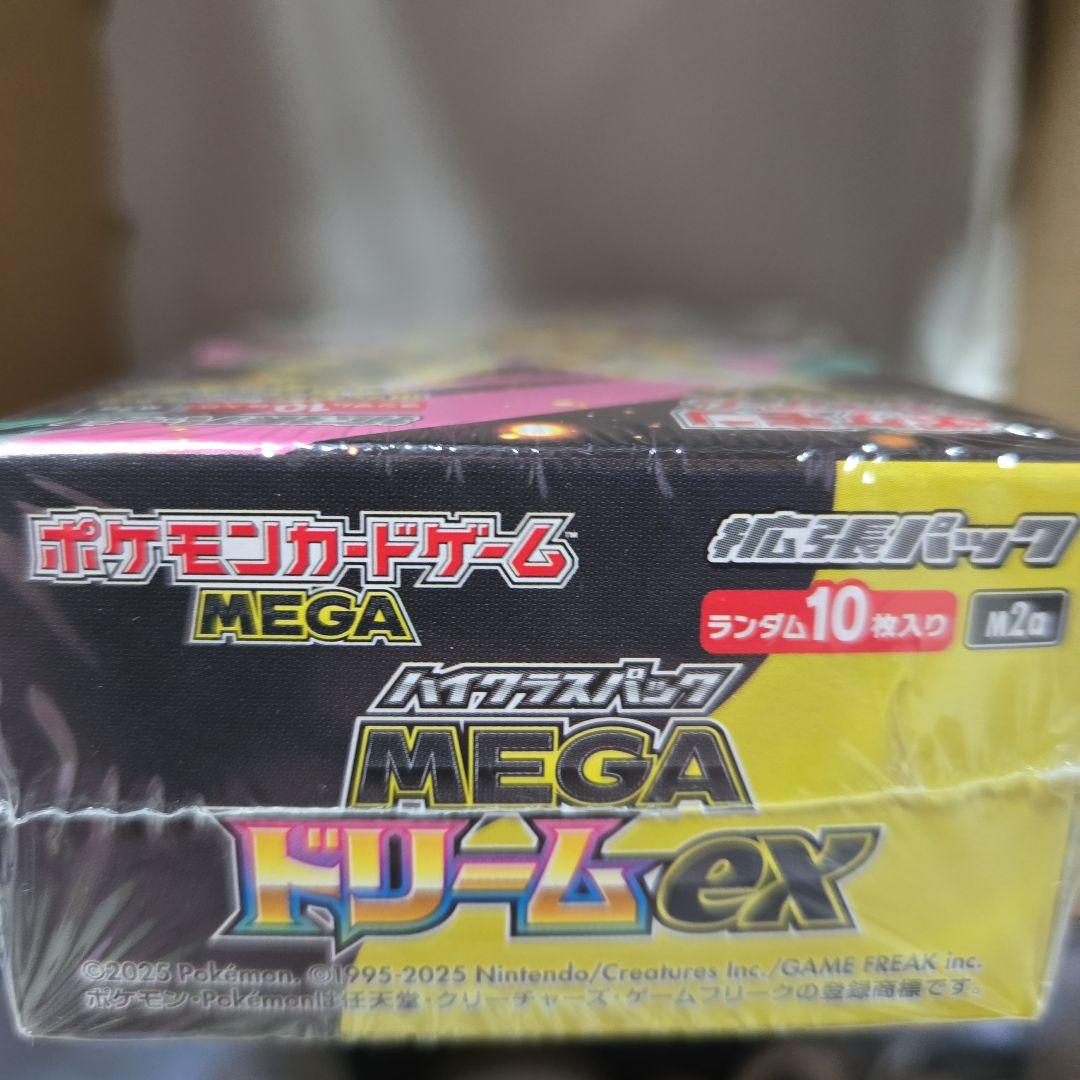 ポケモンカードゲーム™
MEGA
拡張パック
ランダム10枚入り
M2a
ハイクラスパック
MEGA
ドリームex
©2025 Pokémon. ©1995-2025 Nintendo/Creatures Inc./GAME FREAK inc.
ポケモン・Pokémonは任天堂・クリーチャーズ・ゲームフリークの登録商標です。